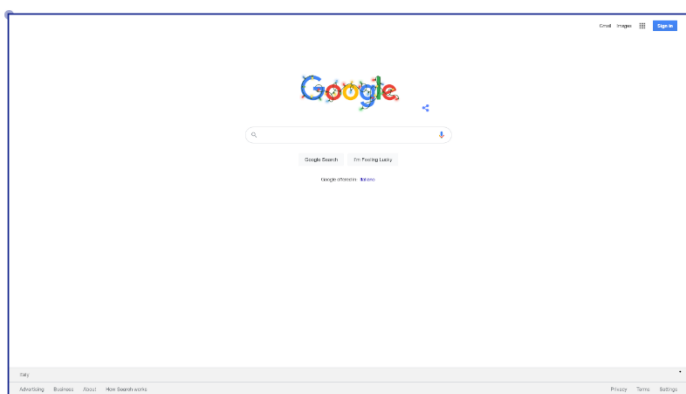 Gmail Images Sign in
Google
Google Search I'm Feeling Lucky
Google offered in: Italiano
Italy
Advertising Business About How Search works Privacy Terms Settings